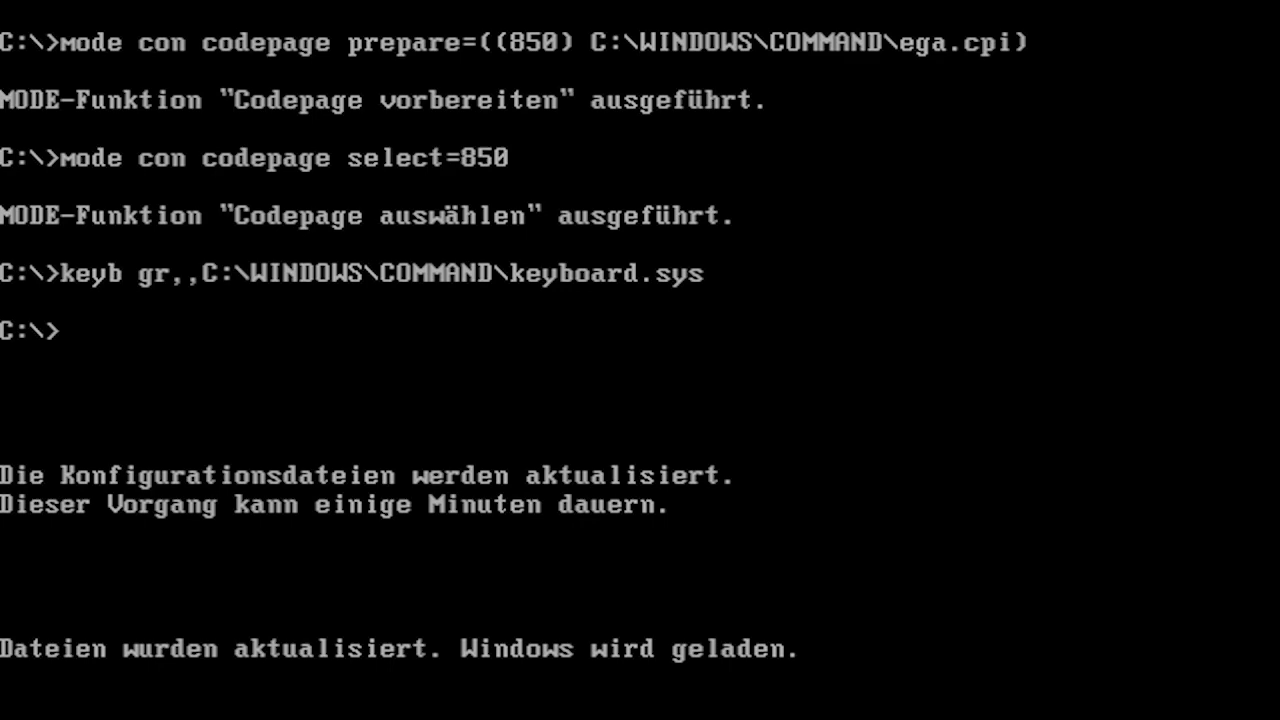 C:\>mode con codepage prepare=((850) C:\WINDOWS\COMMAND\ega.cpi)
MODE-Funktion "Codepage vorbereiten" ausgeführt.
C:\>mode con codepage select=850
MODE-Funktion "Codepage auswählen" ausgeführt.
C:\>keyb gr,,C:\WINDOWS\COMMAND\keyboard.sys
C:\>
Die Konfigurationsdateien werden aktualisiert.
Dieser Vorgang kann einige Minuten dauern.
Dateien wurden aktualisiert. Windows wird geladen.